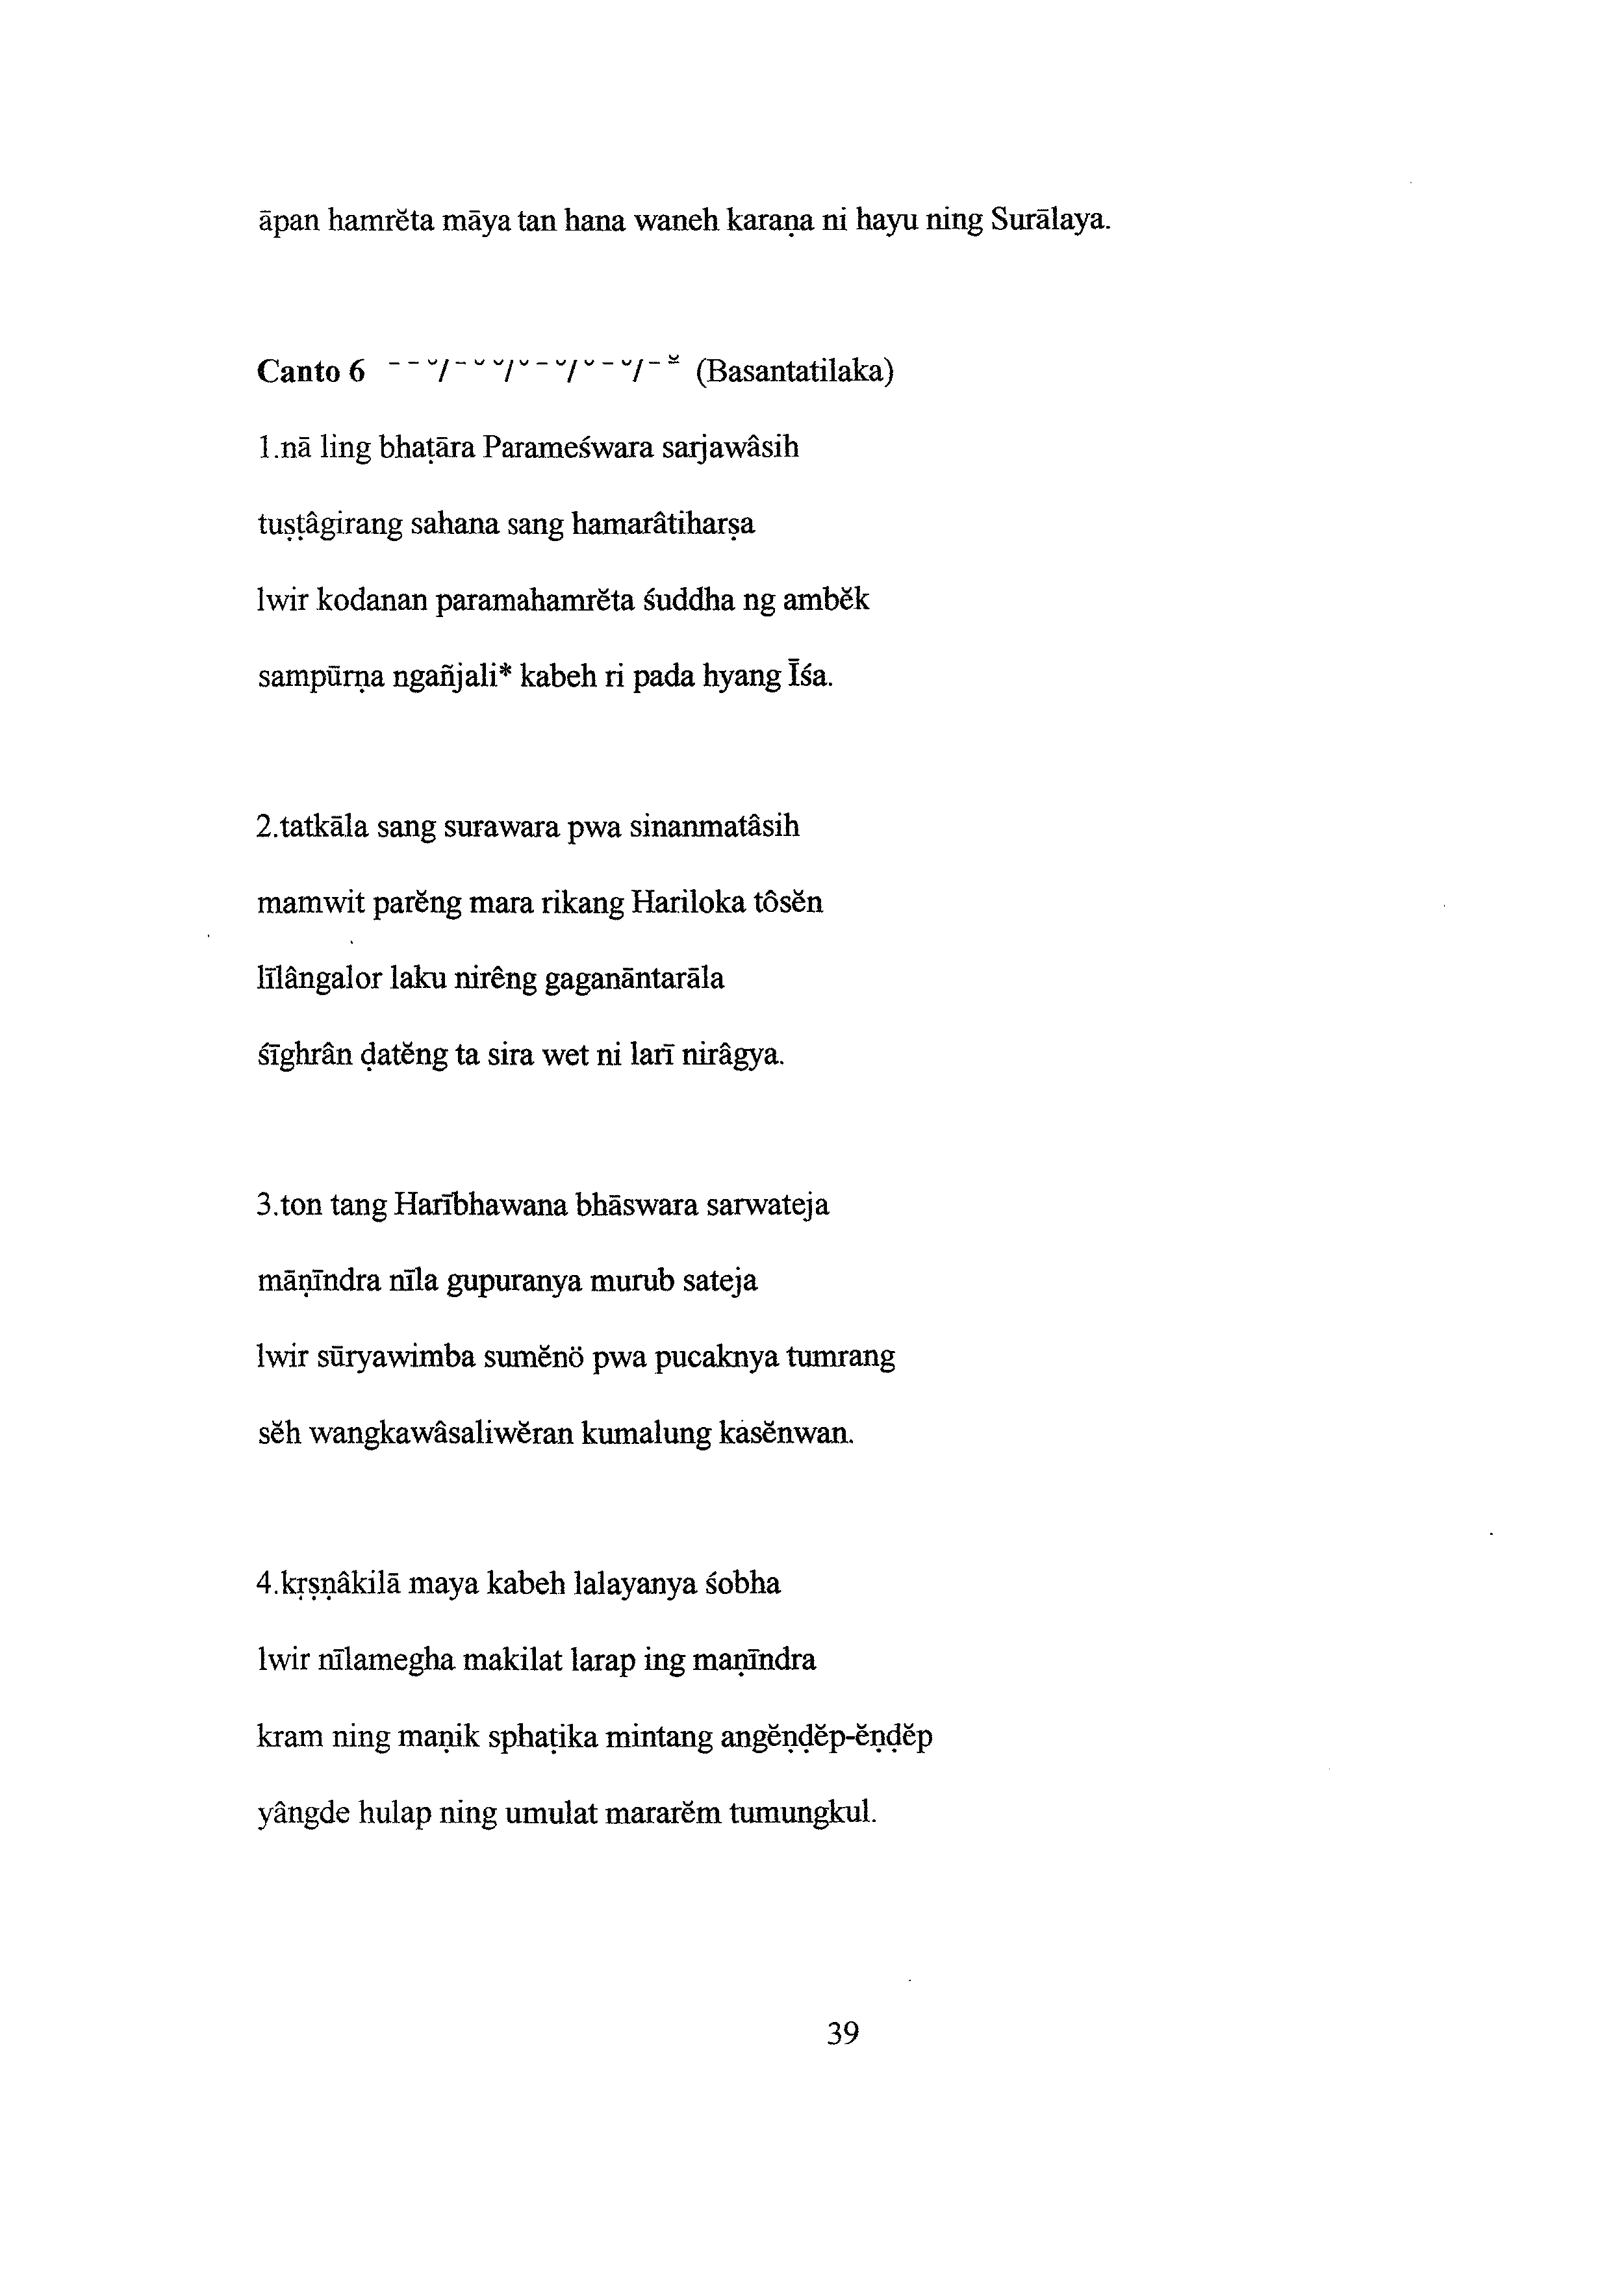 āpan hamrĕta māya tan hana waneh karaṇa ni hayu ning Surālaya.
Canto 6 ¯ ¯ ˘/¯ ˘ ˘/˘ ¯ ˘/˘ ¯ ˘/¯ ⏓ (Basantatilaka)
1.nā ling bhaṭāra Parameśwara sarjawâsih
tuṣṭâgirang sahana sang hamarâtiharṣa
lwir kodanan paramahamrĕta śuddha ng ambĕk
sampūrṇa ngañjali* kabeh ri pada hyang Īśa.
2.tatkāla sang surawara pwa sinanmatâsih
mamwit parĕng mara rikang Hariloka tôsĕn
līlângalor laku nirêng gaganāntarāla
śīghrân ḍatĕng ta sira wet ni larī nirâgya.
3.ton tang Harībhawana bhāswara sarwateja
māṇīndra nīla gupuranya murub sateja
lwir sūryawimba sumĕnö pwa pucaknya tumrang
sĕh wangkawâsaliwĕran kumalung kasĕnwan.
4.kṛṣṇâkilā maya kabeh lalayanya śobha
lwir nīlamegha makilat larap ing maṇīndra
kram ning maṇik sphaṭika mintang angĕṇḍĕp-ĕṇḍĕp
yângde hulap ning umulat mararĕm tumungkul.
39